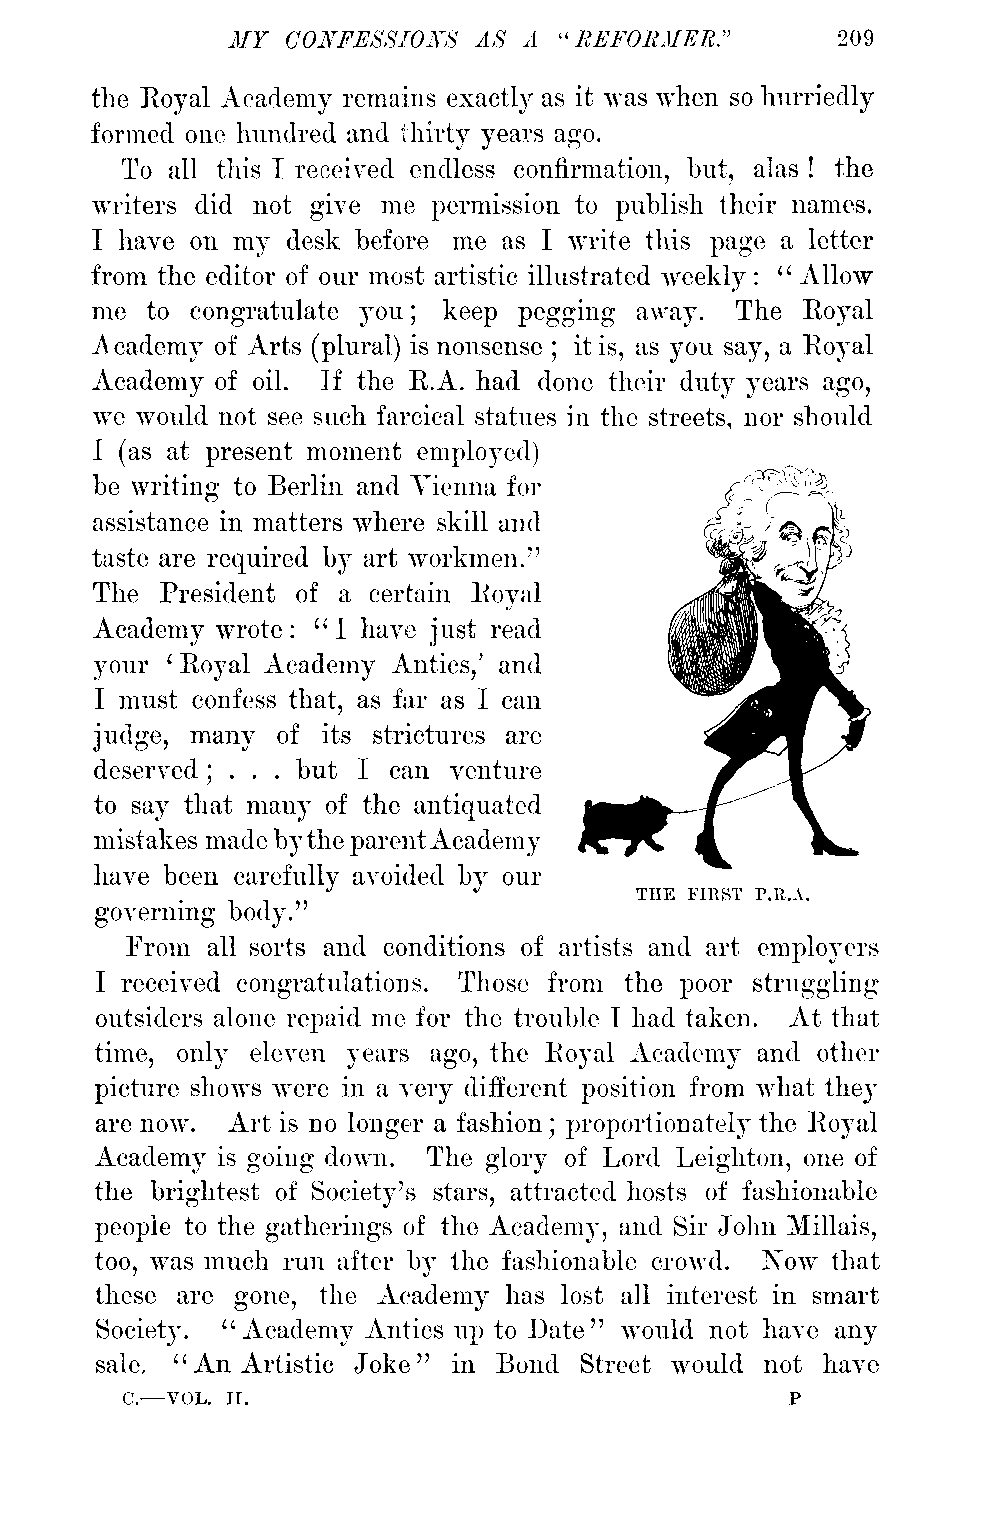 MY CONFESSIONS AS A “REFORMER.” 209
the Royal Academy remains exactly as it was when so hurriedly
formed one hundred and thirty years ago.
To all this I received endless confirmation, but, alas! the
writers did not give me permission to publish their names.
I have on my desk before me as I write this page a letter
from the editor of our most artistic illustrated weekly: “Allow
me to congratulate you; keep pegging away. The Royal
Academy of Arts (plural) is nonsense; it is, as you say, a Royal
Academy of oil. If the R.A. had done their duty years ago,
we would not see such farcical statues in the streets, nor should
I (as at present moment employed)
be writing to Berlin and Vienna for
assistance in matters where skill and
taste are required by art workmen.”
The President of a certain Royal
Academy wrote: “I have just read
your ‘Royal Academy Antics,’ and
I must confess that, as far as I can
judge, many of its strictures are
deserved; . . . but I can venture
to say that many of the antiquated
mistakes made by the parent Academy
have been carefully avoided by our
governing body.”
THE FIRST P.R.A.
From all sorts and conditions of artists and art employers
I received congratulations. Those from the poor struggling
outsiders alone repaid me for the trouble I had taken. At that
time, only eleven years ago, the Royal Academy and other
picture shows were in a very different position from what they
are now. Art is no longer a fashion; proportionately the Royal
Academy is going down. The glory of Lord Leighton, one of
the brightest of Society’s stars, attracted hosts of fashionable
people to the gatherings of the Academy, and Sir John Millais,
too, was much run after by the fashionable crowd. Now that
these are gone, the Academy has lost all interest in smart
Society. “Academy Antics up to Date” would not have any
sale. “An Artistic Joke” in Bond Street would not have
C.—VOL. II. P